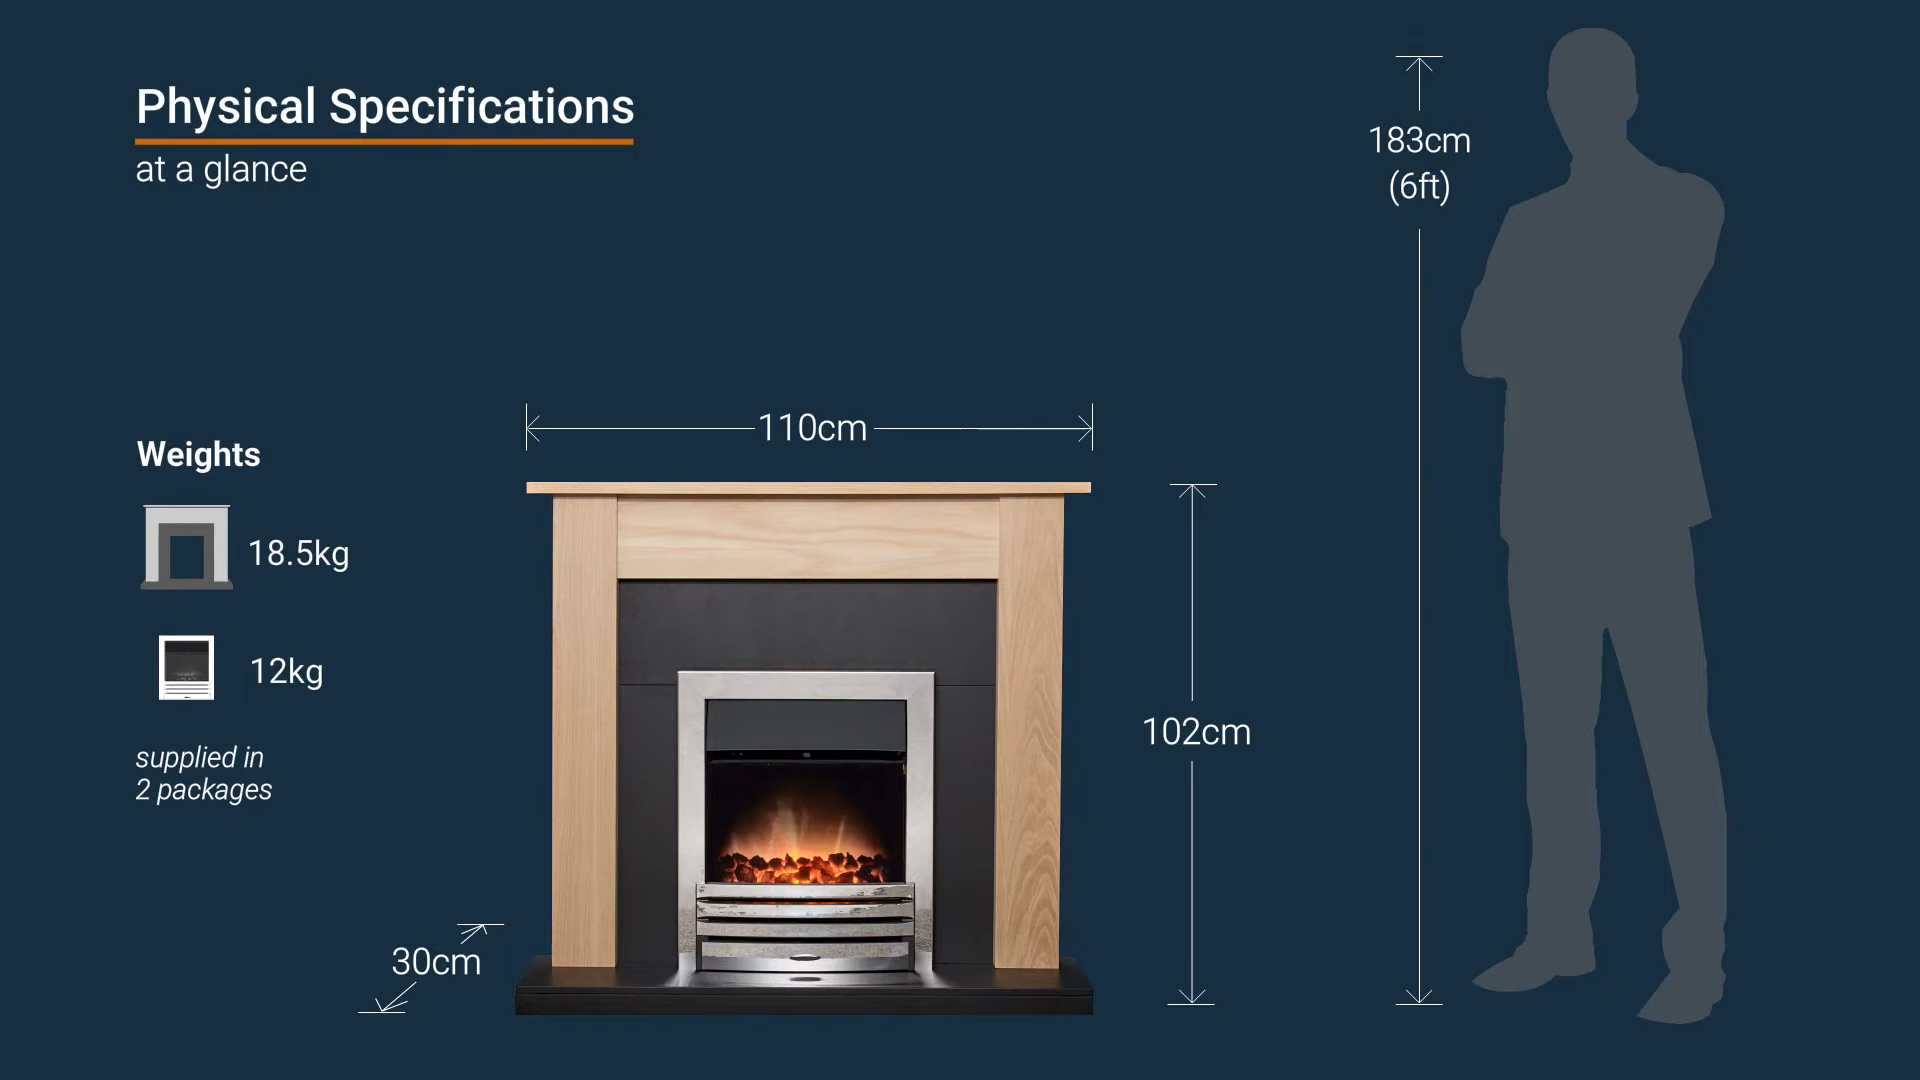 Physical Specifications
at a glance
183cm
(6ft)
110cm
Weights
18.5kg
12kg
102cm
supplied in
2 packages
30cm